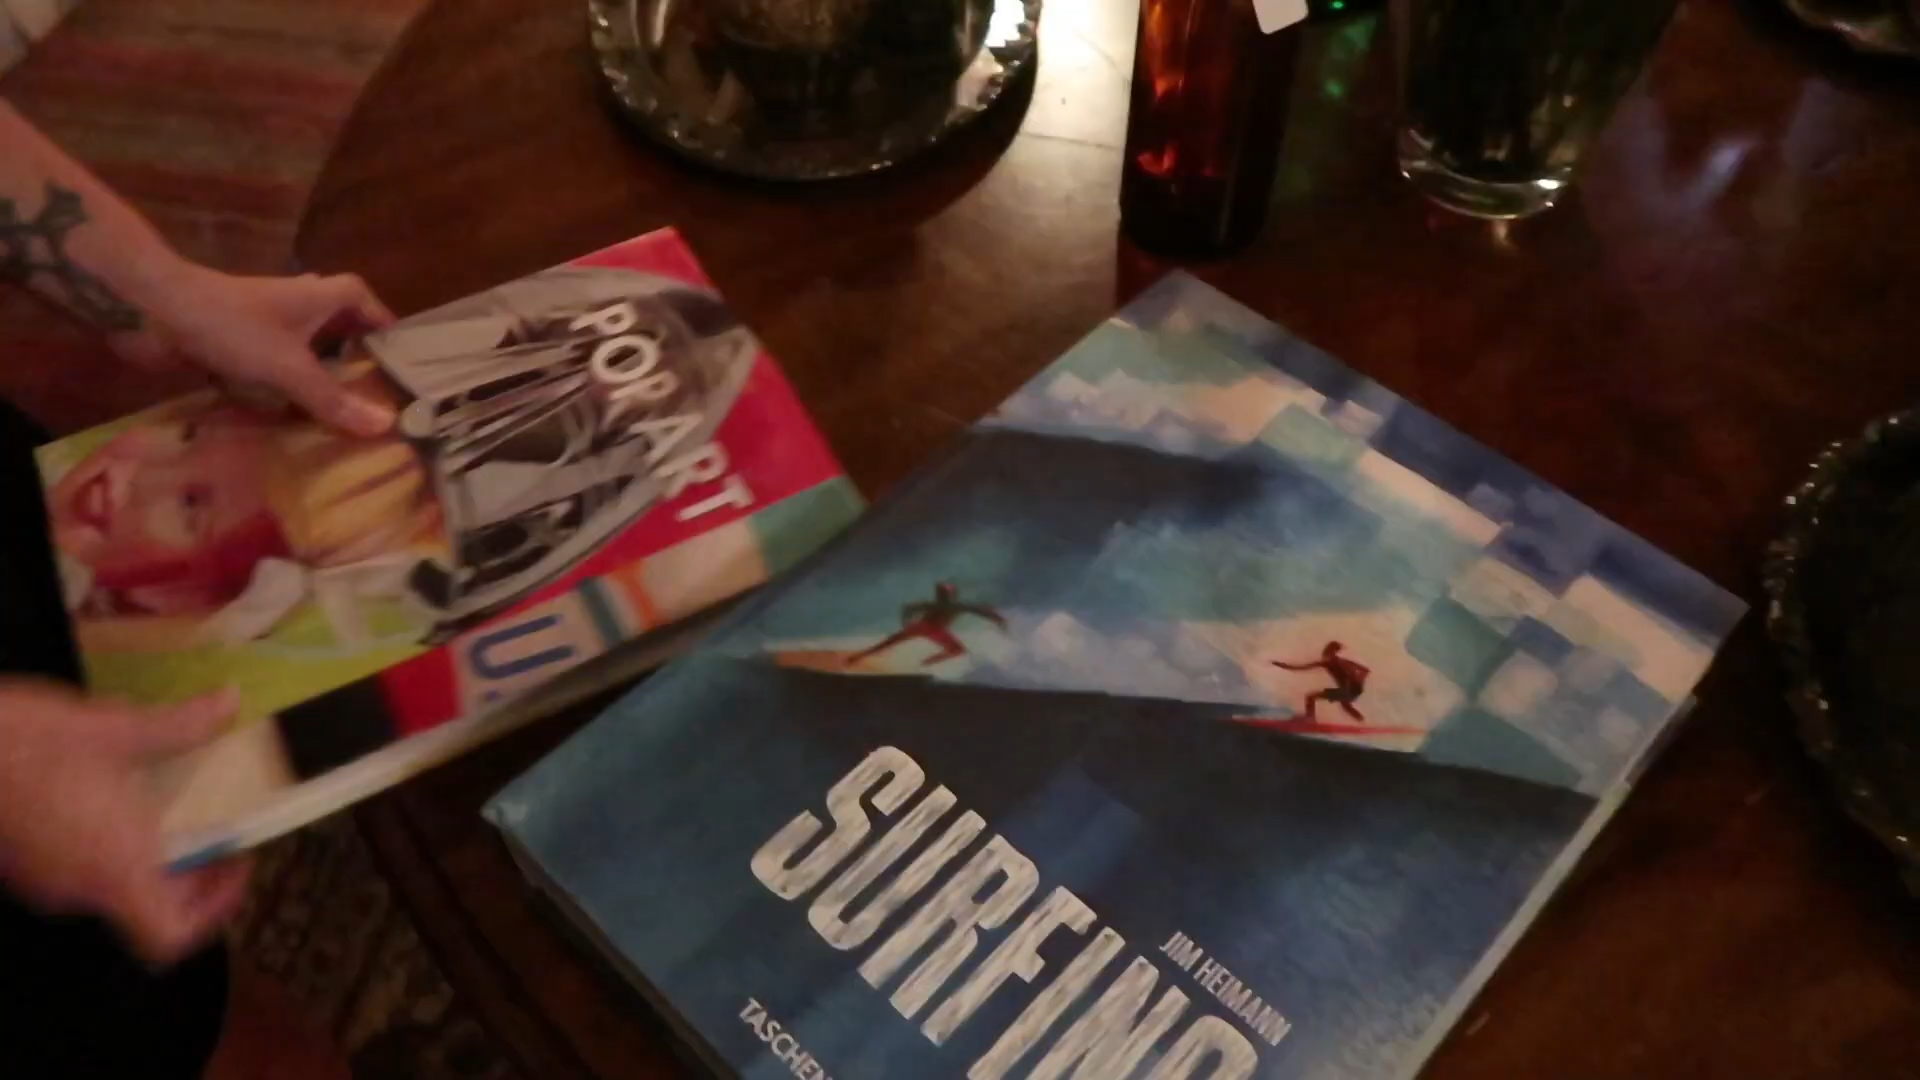 POP ART
U.
SURFING
JIM HEIMANN
TASCHEN